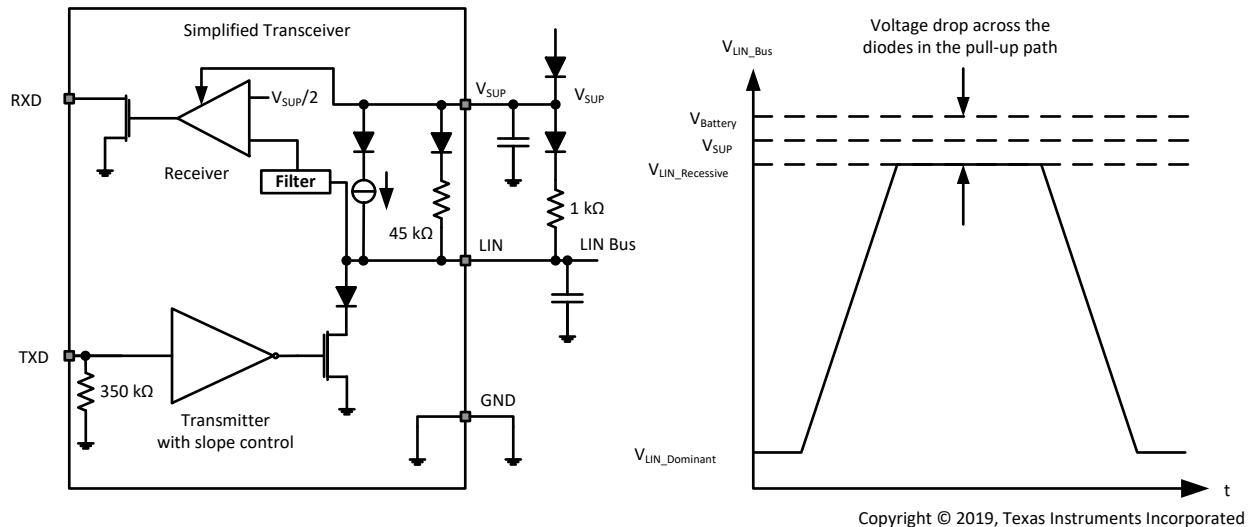 Simplified Transceiver
RXD
V_SUP/2
Receiver
Filter
45 kΩ
V_SUP
V_SUP
1 kΩ
LIN
LIN Bus
TXD
350 kΩ
Transmitter
with slope control
GND
Voltage drop across the
diodes in the pull-up path
V_LIN_Bus
V_Battery
V_SUP
V_LIN_Recessive
V_LIN_Dominant
t
Copyright © 2019, Texas Instruments Incorporated